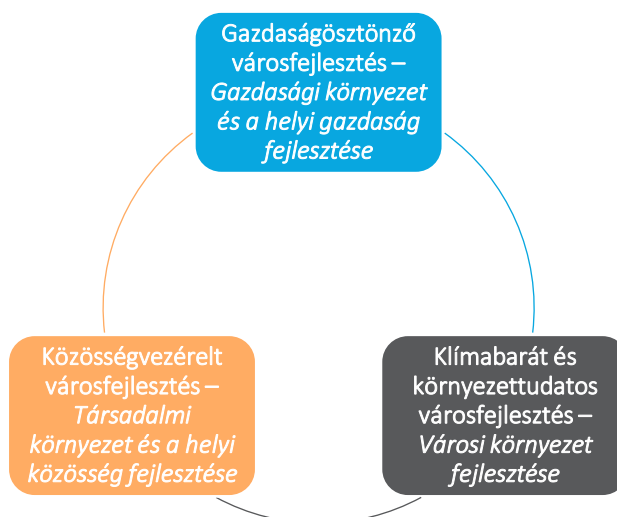 Gazdaságösztönző
városfejlesztés –
Gazdasági környezet
és a helyi gazdaság
fejlesztése
Közösségvezérelt
városfejlesztés –
Társadalmi
környezet és a helyi
közösség fejlesztése
Klímabarát és
környezettudatos
városfejlesztés –
Városi környezet
fejlesztése